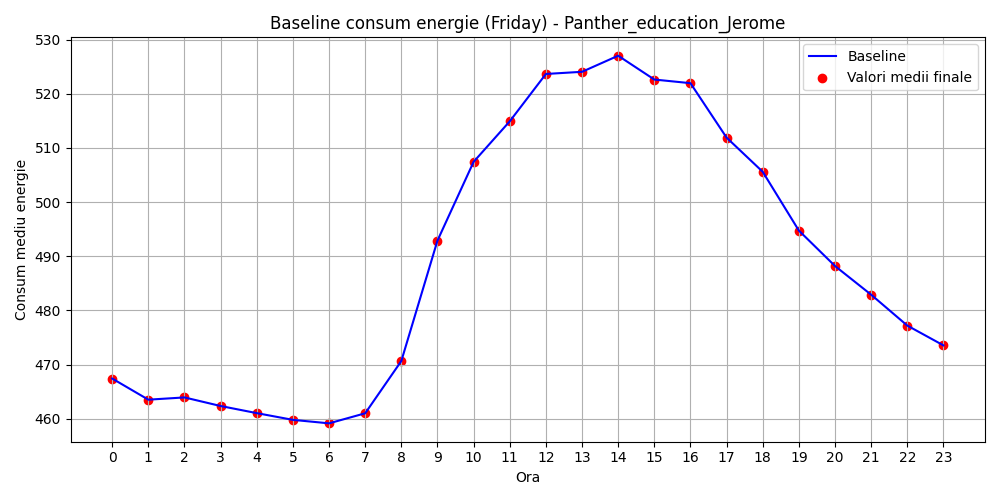 Baseline consum energie (Friday) - Panther_education_Jerome
Baseline
Valori medii finale
Consum mediu energie
530
520
510
500
490
480
470
460
0 1 2 3 4 5 6 7 8 9 10 11 12 13 14 15 16 17 18 19 20 21 22 23
Ora